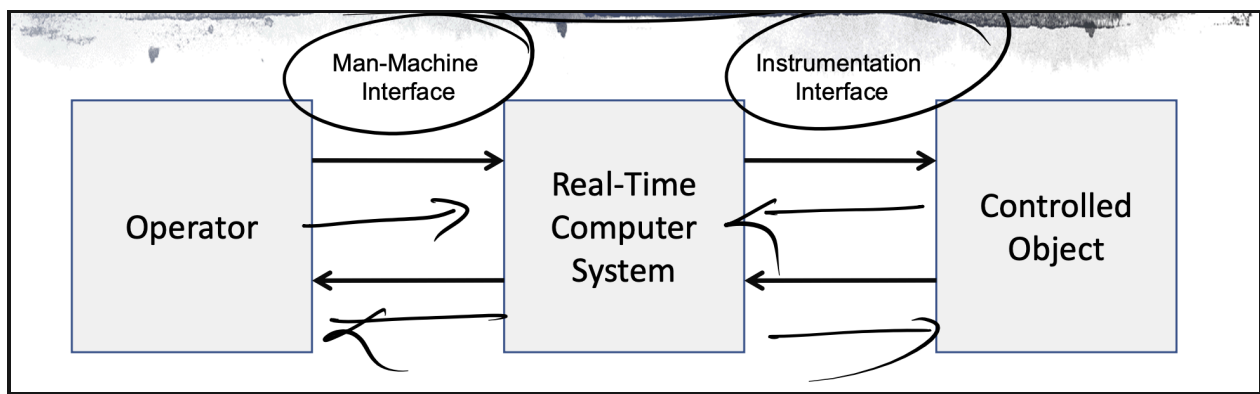 Man-Machine
Interface
Instrumentation
Interface
Operator
Real-Time
Computer
System
Controlled
Object